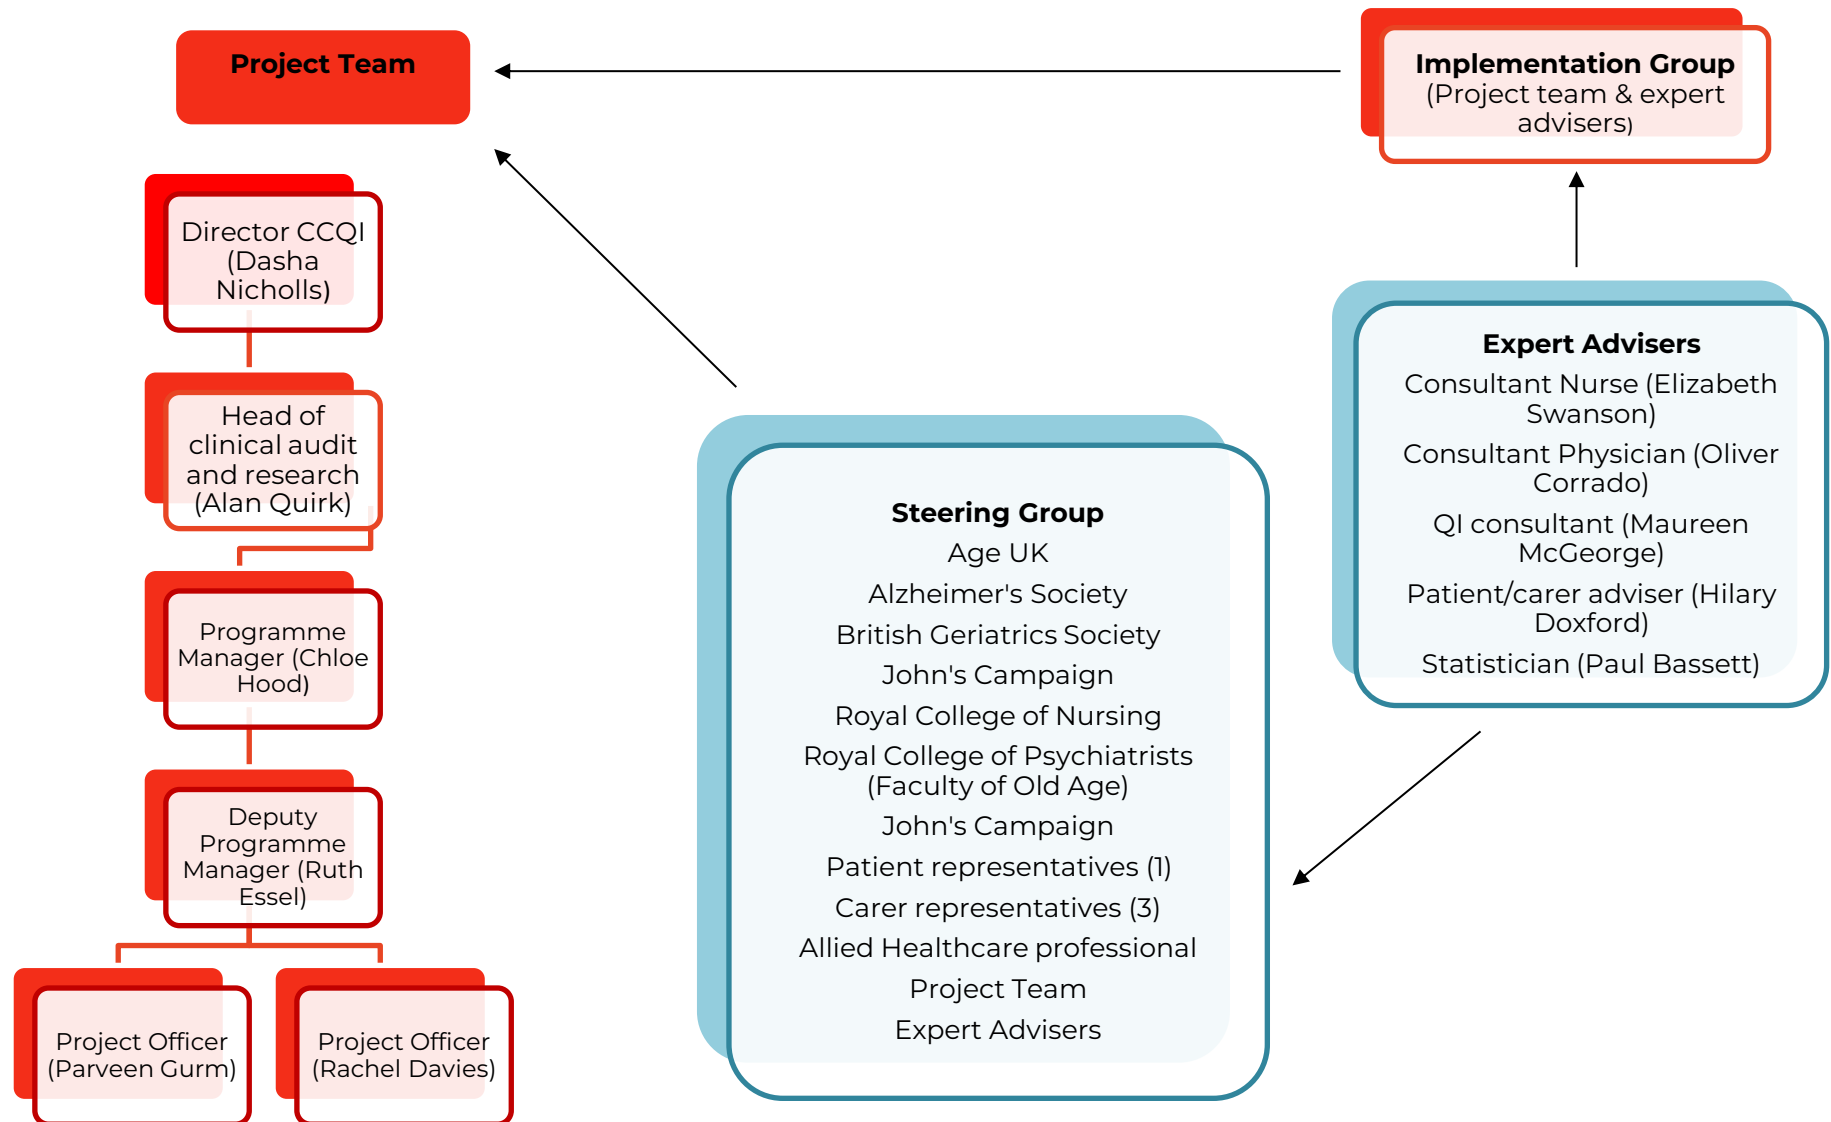 Project Team
Implementation Group
(Project team & expert
advisers)
Director CCQI
(Dasha
Nicholls)
Head of
clinical audit
and research
(Alan Quirk)
Programme
Manager (Chloe
Hood)
Deputy
Programme
Manager (Ruth
Essel)
Project Officer
(Parveen Gurm)
Project Officer
(Rachel Davies)
Steering Group
Age UK
Alzheimer's Society
British Geriatrics Society
John's Campaign
Royal College of Nursing
Royal College of Psychiatrists
(Faculty of Old Age)
John's Campaign
Patient representatives (1)
Carer representatives (3)
Allied Healthcare professional
Project Team
Expert Advisers
Expert Advisers
Consultant Nurse (Elizabeth
Swanson)
Consultant Physician (Oliver
Corrado)
QI consultant (Maureen
McGeorge)
Patient/carer adviser (Hilary
Doxford)
Statistician (Paul Bassett)